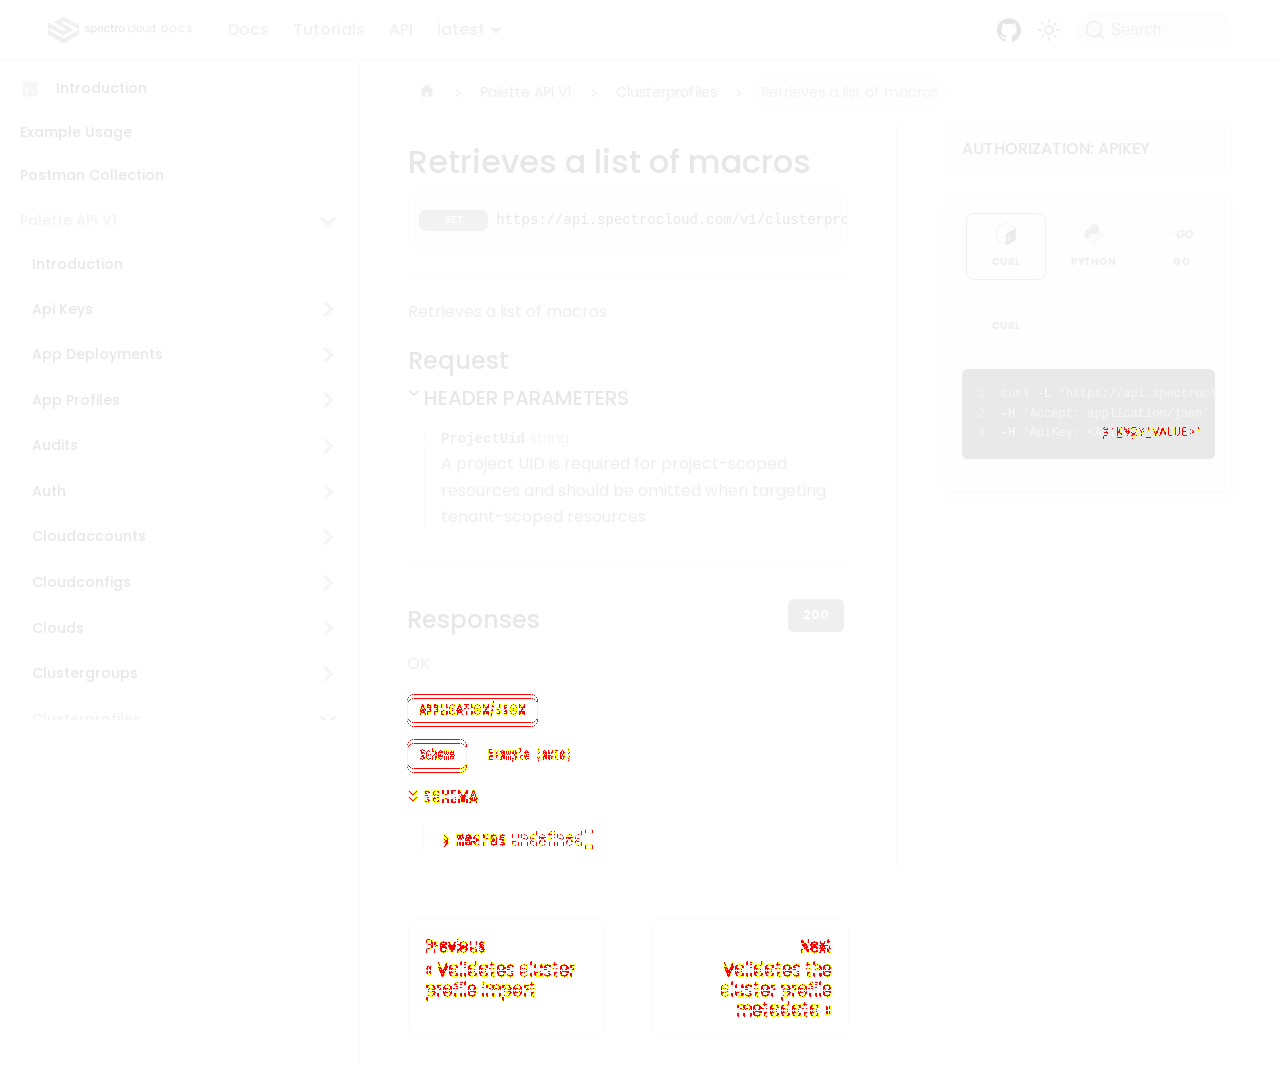 spectro cloud DOCS
Docs
Tutorials
API
latest
Search
Introduction
Example Usage
Postman Collection
Palette API V1
Introduction
Api Keys
App Deployments
App Profiles
Audits
Auth
Cloudaccounts
Cloudconfigs
Clouds
Clustergroups
Clusterprofiles
Palette API V1
Clusterprofiles
Retrieves a list of macros
Retrieves a list of macros
GET https://api.spectrocloud.com/v1/clusterprc
Retrieves a list of macros
Request
HEADER PARAMETERS
ProjectUid string
A project UID is required for project-scoped
resources and should be omitted when targeting
tenant-scoped resources
Responses
200
OK
APPLICATION/JSON
Schema
Example (auto)
SCHEMA
macros undefined[]
Previous
« Validates cluster
profile import
Next
Validates the
cluster profile
metadata »
AUTHORIZATION: APIKEY
CURL
PYTHON
GO
GO
CURL
1 curl -L 'https://api.spectrocl
2 -H 'Accept: application/json'
3 -H 'ApiKey: